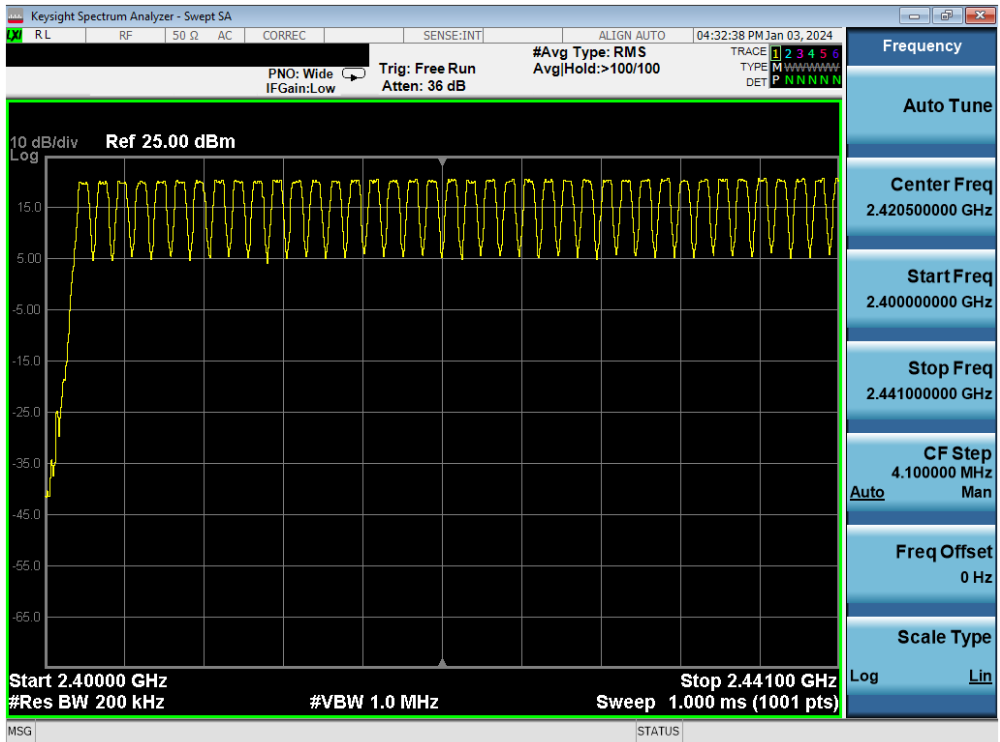 Keysight Spectrum Analyzer - Swept SA
LXI RL RF 50 Ω AC CORREC SENSE:INT ALIGN AUTO 04:32:38 PM Jan 03, 2024
PNO: Wide
IFGain:Low
Trig: Free Run
Atten: 36 dB
#Avg Type: RMS
Avg|Hold:>100/100
TRACE 1 2 3 4 5 6
TYPE M WWWWW
DET P N N N N N
10 dB/div
Log
Ref 25.00 dBm
15.0
5.00
-5.00
-15.0
-25.0
-35.0
-45.0
-55.0
-65.0
Start 2.40000 GHz
Stop 2.44100 GHz
#Res BW 200 kHz
#VBW 1.0 MHz
Sweep 1.000 ms (1001 pts)
MSG
STATUS
Frequency
Auto Tune
Center Freq
2.420500000 GHz
Start Freq
2.400000000 GHz
Stop Freq
2.441000000 GHz
CF Step
4.100000 MHz
Auto Man
Freq Offset
0 Hz
Scale Type
Log Lin